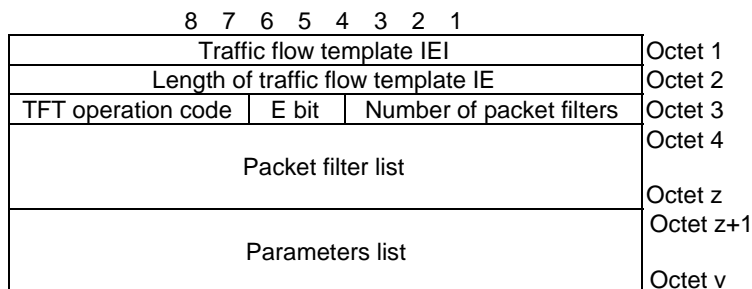 8 7 6 5 4 3 2 1
Traffic flow template IEI Octet 1
Length of traffic flow template IE Octet 2
TFT operation code E bit Number of packet filters Octet 3
Octet 4
Packet filter list
Octet z
Octet z+1
Parameters list
Octet v